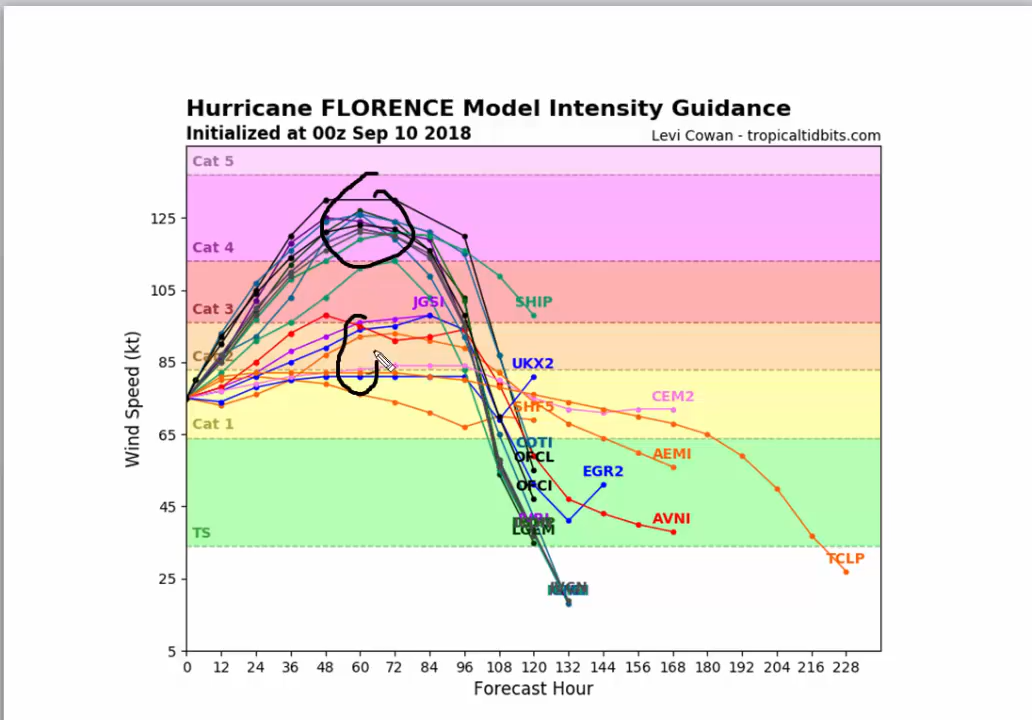 Hurricane FLORENCE Model Intensity Guidance
Initialized at 00z Sep 10 2018
Levi Cowan - tropicaltidbits.com
Cat 5
125
Cat 4
105
JGSI
SHIP
Cat 3
Cat 2
85
UKX2
CEM2
SHF5
Cat 1
65
COTI
OFCL
AEMI
EGR2
OFCI
45
AVNI
LGEM
TS
TCLP
25
5
0 12 24 36 48 60 72 84 96 108 120 132 144 156 168 180 192 204 216 228
Wind Speed (kt)
Forecast Hour